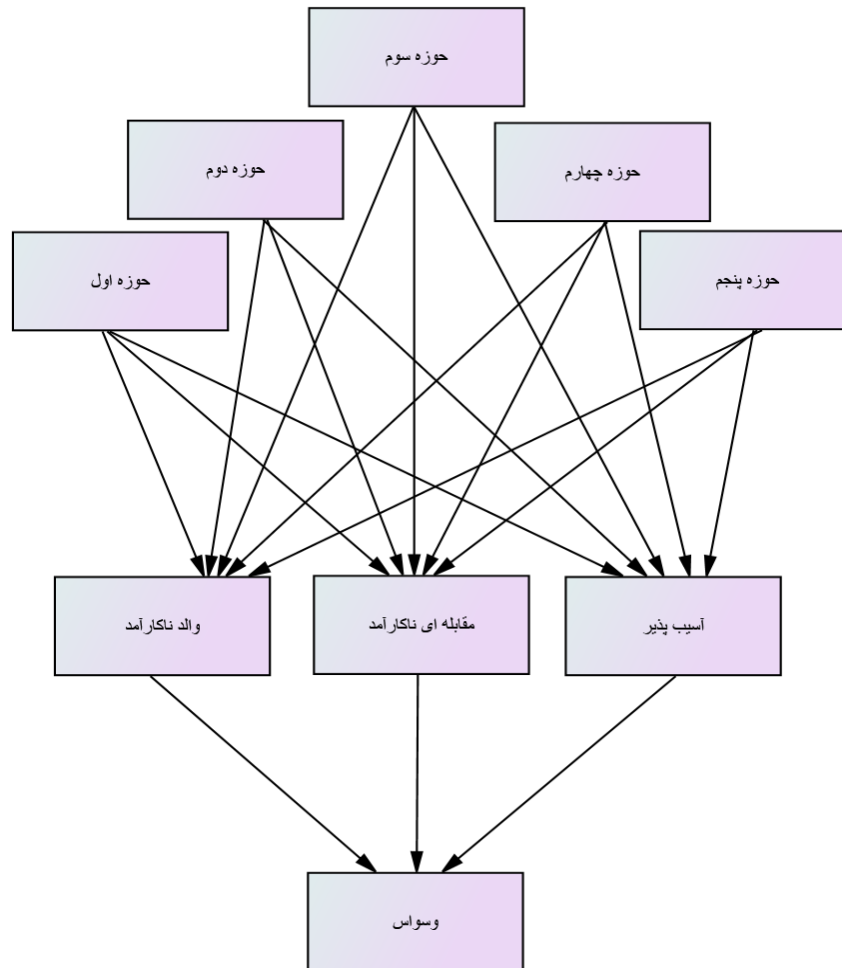 حوزه سوم
حوزه دوم
حوزه چهارم
حوزه اول
حوزه پنجم
والد ناکارآمد
مقابله ای ناکارآمد
آسیب پذیر
وسواس